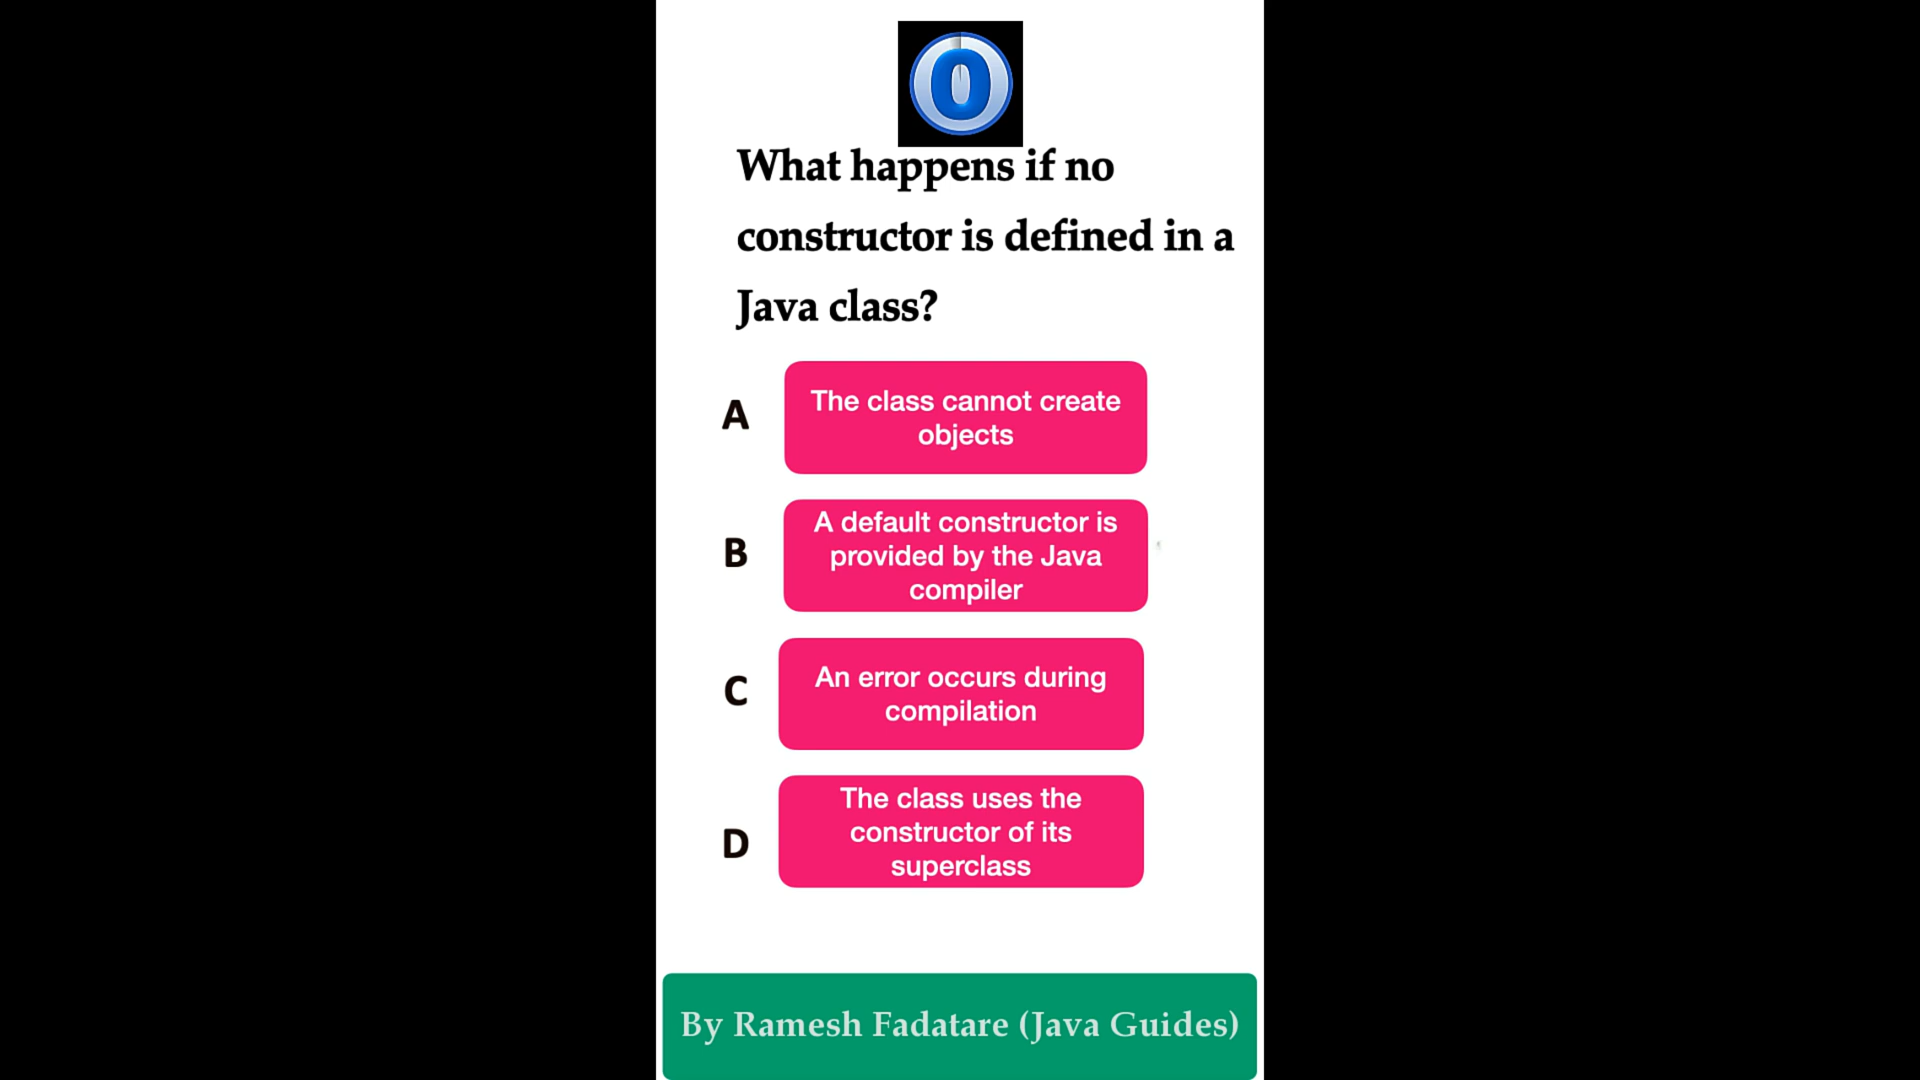 0
What happens if no
constructor is defined in a
Java class?
A
The class cannot create
objects
B
A default constructor is
provided by the Java
compiler
C
An error occurs during
compilation
D
The class uses the
constructor of its
superclass
By Ramesh Fadatare (Java Guides)